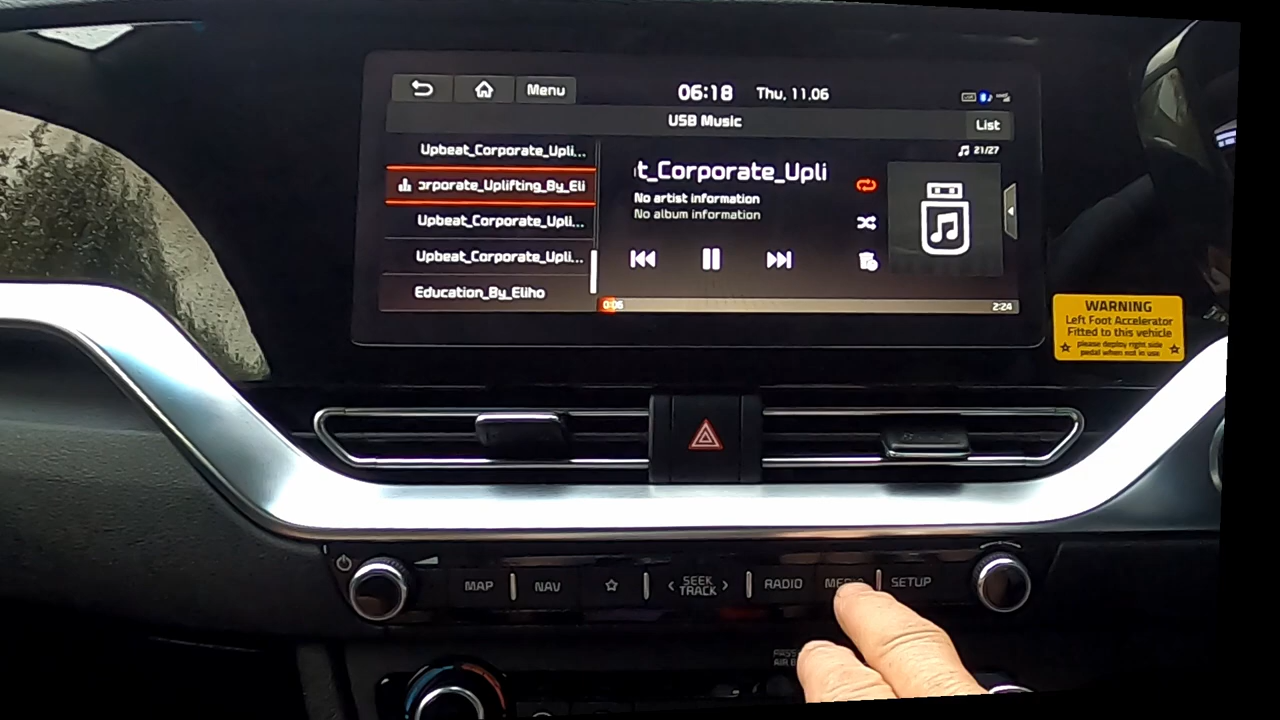 Menu
06:18 Thu, 11.06
USB Music
List
Upbeat_Corporate_Upli...
21/27
orporate_Uplifting_By_Eli
t_Corporate_Upli
No artist information
No album information
Upbeat_Corporate_Upli...
Upbeat_Corporate_Upli...
Education_By_Eliho
0:06
2:24
WARNING
Left Foot Accelerator
Fitted to this vehicle
please deploy right side
pedal when not in use
MAP NAV < SEEK TRACK > RADIO MEDIA SETUP
PASS
AIR B